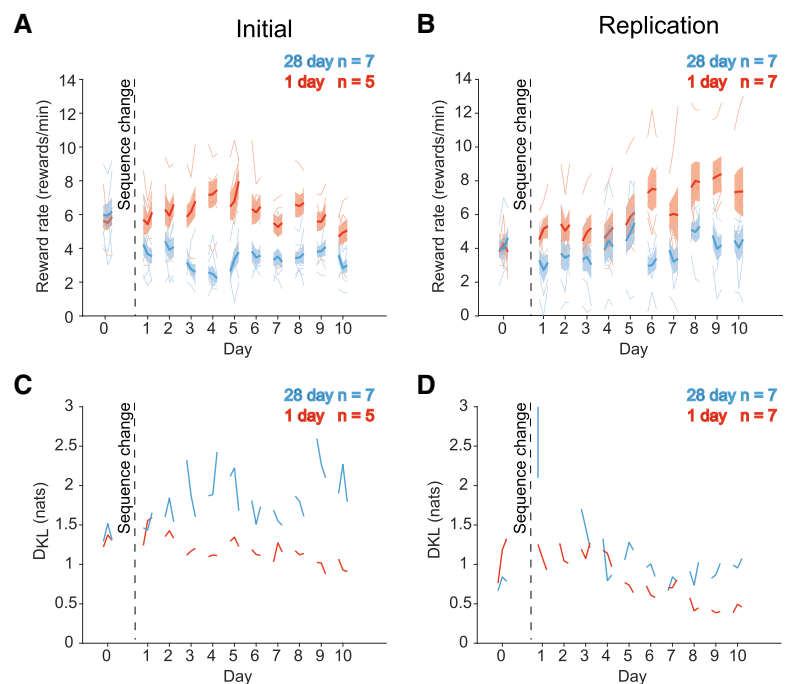 A
Initial
28 day n = 7
1 day n = 5
Sequence change
Reward rate (rewards/min)
14
12
10
8
6
4
2
0
0 1 2 3 4 5 6 7 8 9 10
Day
B
Replication
28 day n = 7
1 day n = 7
Sequence change
Reward rate (rewards/min)
14
12
10
8
6
4
2
0
0 1 2 3 4 5 6 7 8 9 10
Day
C
28 day n = 7
1 day n = 5
Sequence change
DKL (nats)
3
2.5
2
1.5
1
0.5
0
0 1 2 3 4 5 6 7 8 9 10
Day
D
28 day n = 7
1 day n = 7
Sequence change
DKL (nats)
3
2.5
2
1.5
1
0.5
0
0 1 2 3 4 5 6 7 8 9 10
Day